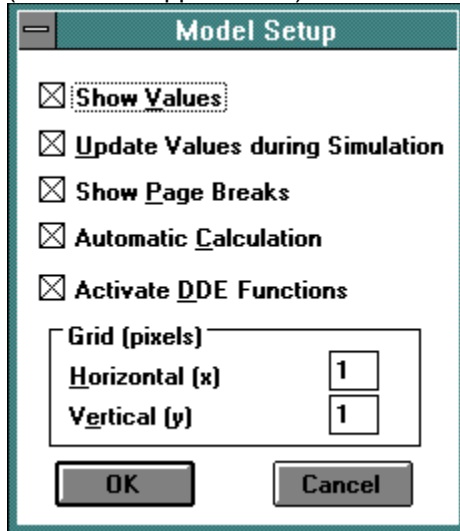 Model Setup
Show Values
Update Values during Simulation
Show Page Breaks
Automatic Calculation
Activate DDE Functions
Grid (pixels)
Horizontal (x) 1
Vertical (y) 1
OK Cancel